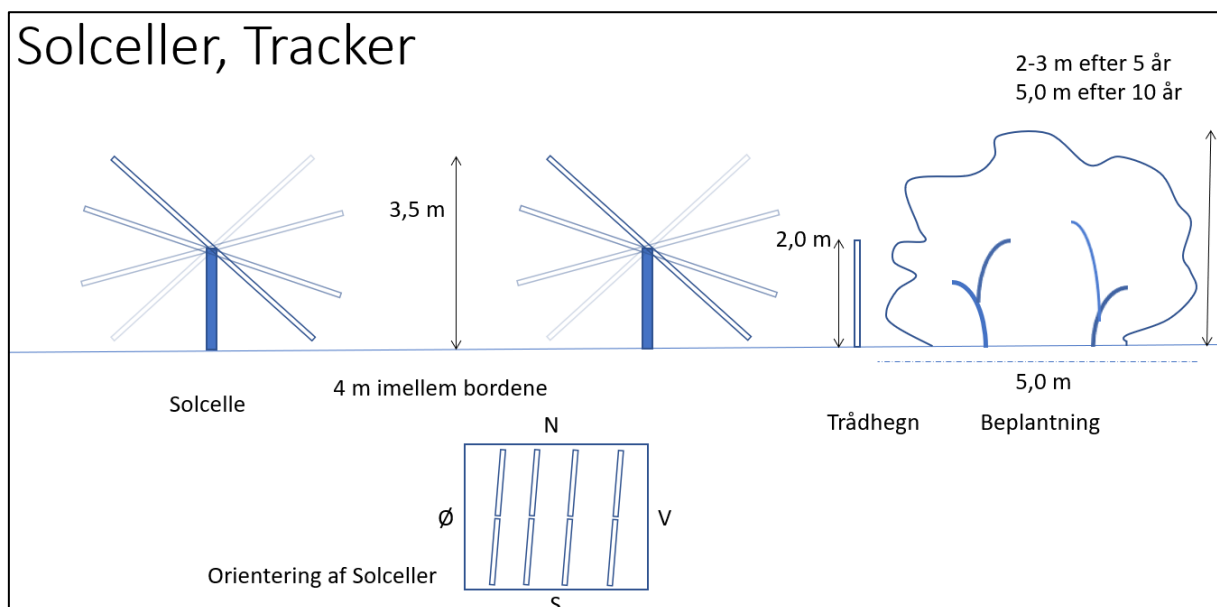 Solceller, Tracker
2-3 m efter 5 år
5,0 m efter 10 år
3,5 m
2,0 m
4 m imellem bordene
5,0 m
Solcelle
Trådhegn
Beplantning
N
Ø
V
Orientering af Solceller
S